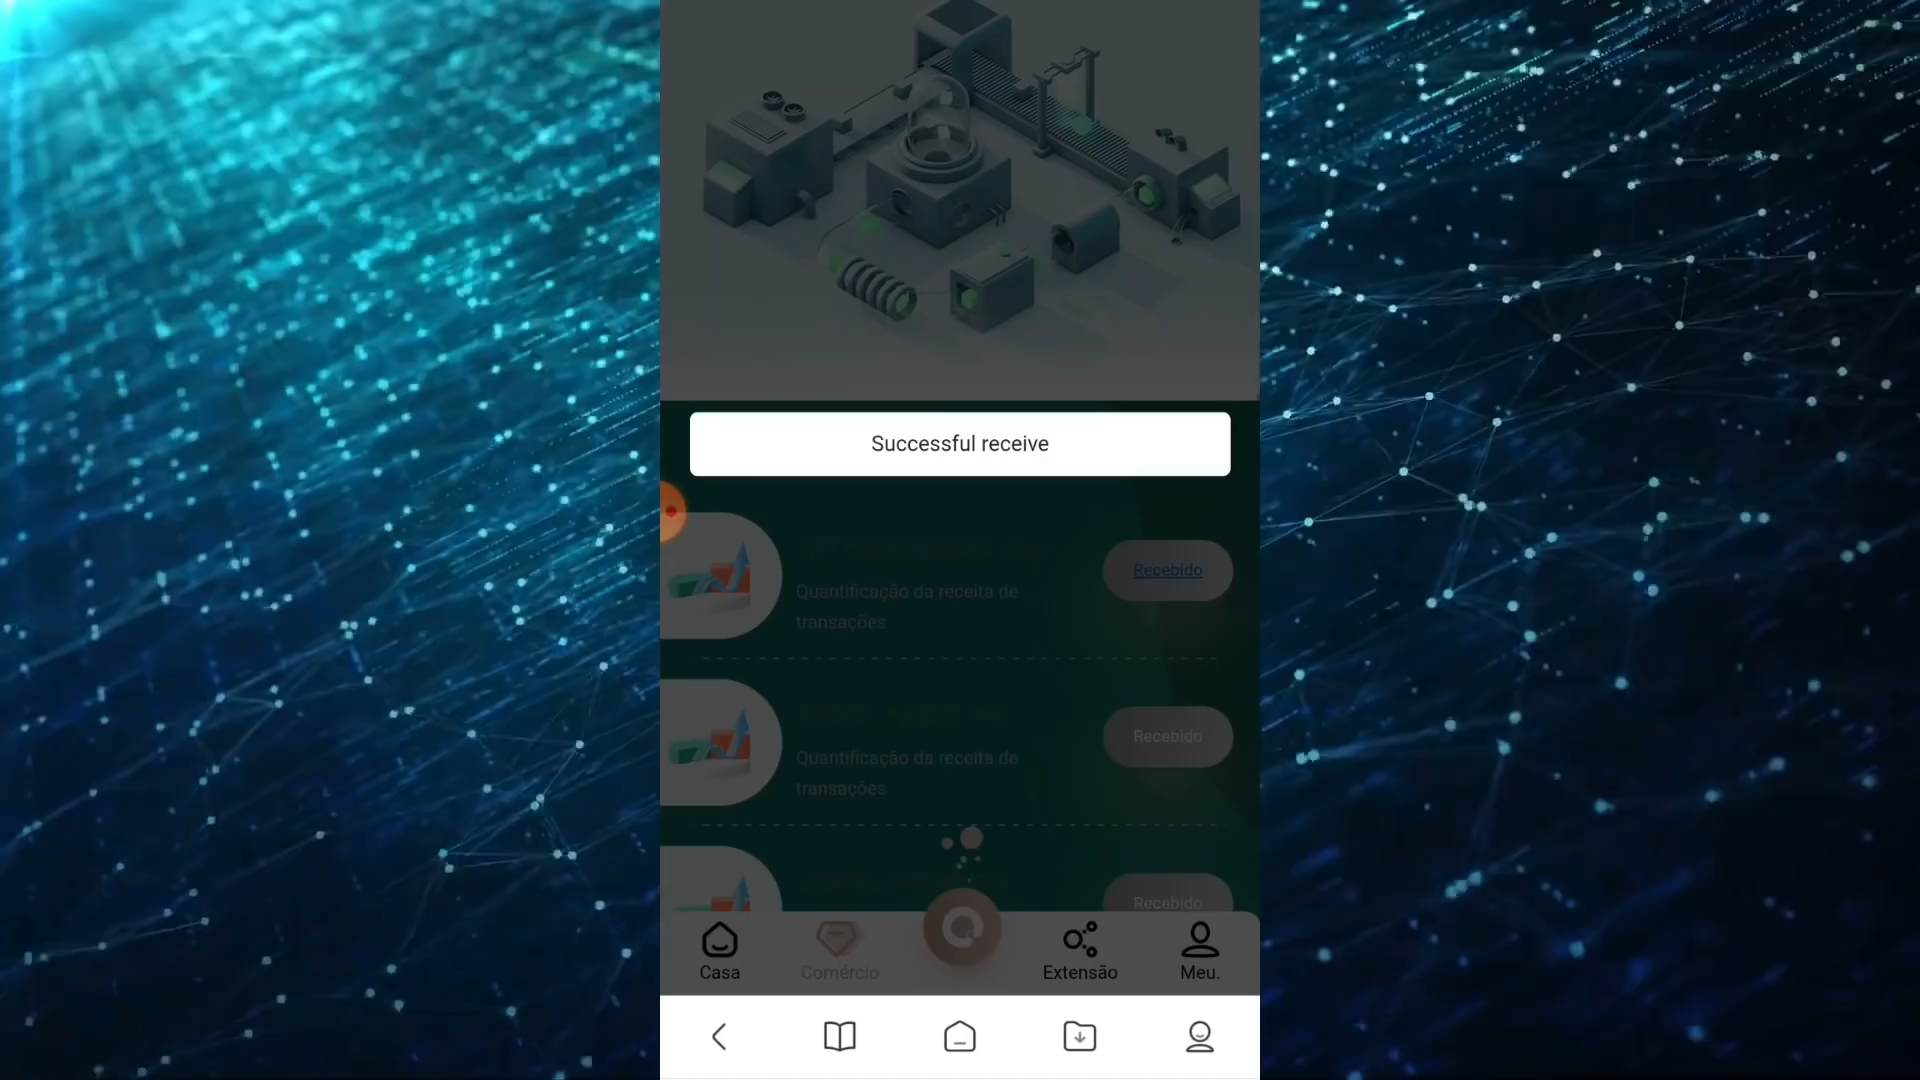 Successful receive
Quantificação da receita de
transações
Recebido
Quantificação da receita de
transações
Recebido
Recebido
Casa
Comércio
Extensão
Meu.